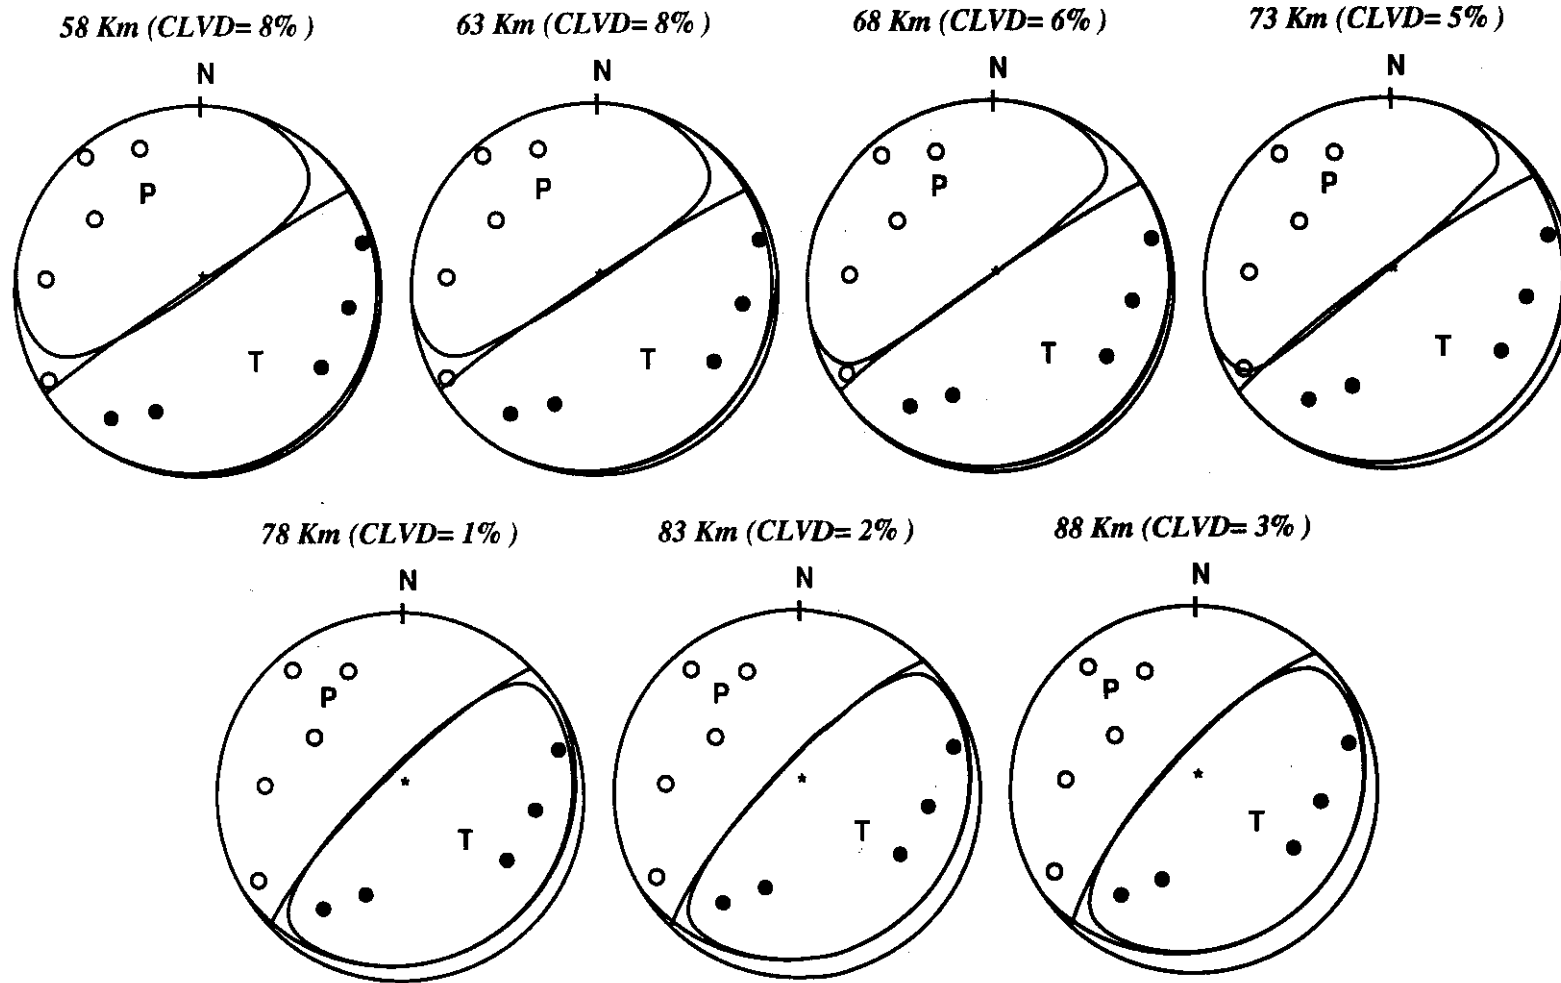 58 Km (CLVD= 8% ) 63 Km (CLVD= 8% ) 68 Km (CLVD= 6% ) 73 Km (CLVD= 5% )
N N N N
P P P P
T T T T
78 Km (CLVD= 1% ) 83 Km (CLVD= 2% ) 88 Km (CLVD= 3% )
N N N
P P P
T T T